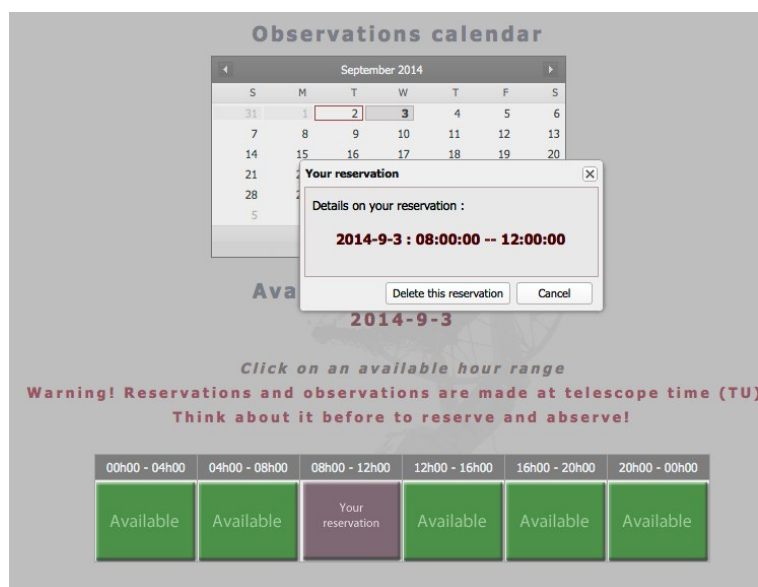 Observations calendar
September 2014
S M T W T F S
31 1 2 3 4 5 6
7 8 9 10 11 12 13
14 15 16 17 18 19 20
21
28
5
Your reservation
Details on your reservation :
2014-9-3 : 08:00:00 -- 12:00:00
Delete this reservation Cancel
2014-9-3
Click on an available hour range
Warning! Reservations and observations are made at telescope time (TU)
Think about it before to reserve and abserve!
00h00 - 04h00 04h00 - 08h00 08h00 - 12h00 12h00 - 16h00 16h00 - 20h00 20h00 - 00h00
Available Available Your reservation Available Available Available